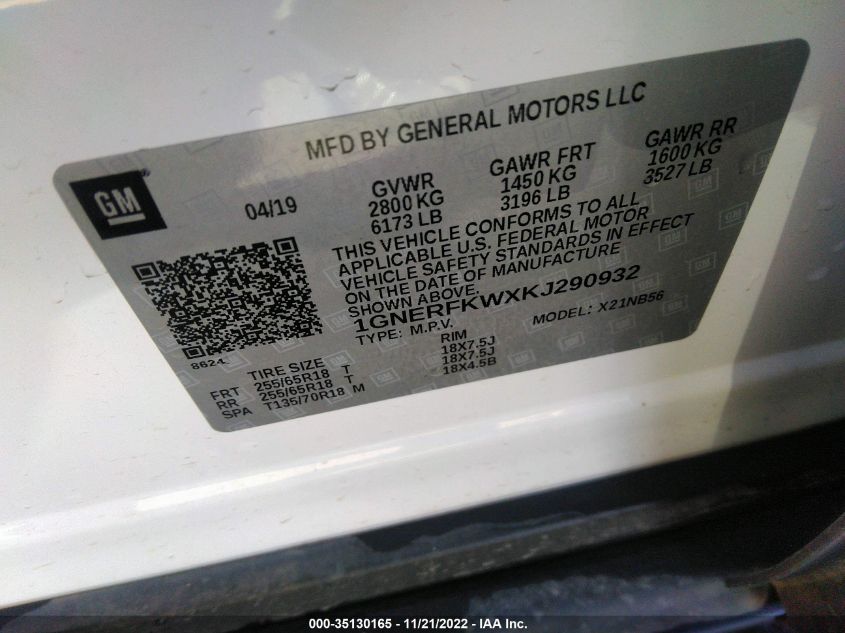 MFD BY GENERAL MOTORS LLC
GM
04/19
GVWR
2800 KG
6173 LB
GAWR FRT
1450 KG
3196 LB
GAWR RR
1600 KG
3527 LB
THIS VEHICLE CONFORMS TO ALL
APPLICABLE U.S. FEDERAL MOTOR
VEHICLE SAFETY STANDARDS IN EFFECT
ON THE DATE OF MANUFACTURE
SHOWN ABOVE.
1GNERFKWXKJ290932
TYPE: M.P.V. MODEL: X21NB56
8624
TIRE SIZE RIM
FRT 255/65R18 T 18X7.5J
RR 255/65R18 T 18X7.5J
SPA T135/70R18 M 18X4.5B
000-35130165 - 11/21/2022 - IAA Inc.